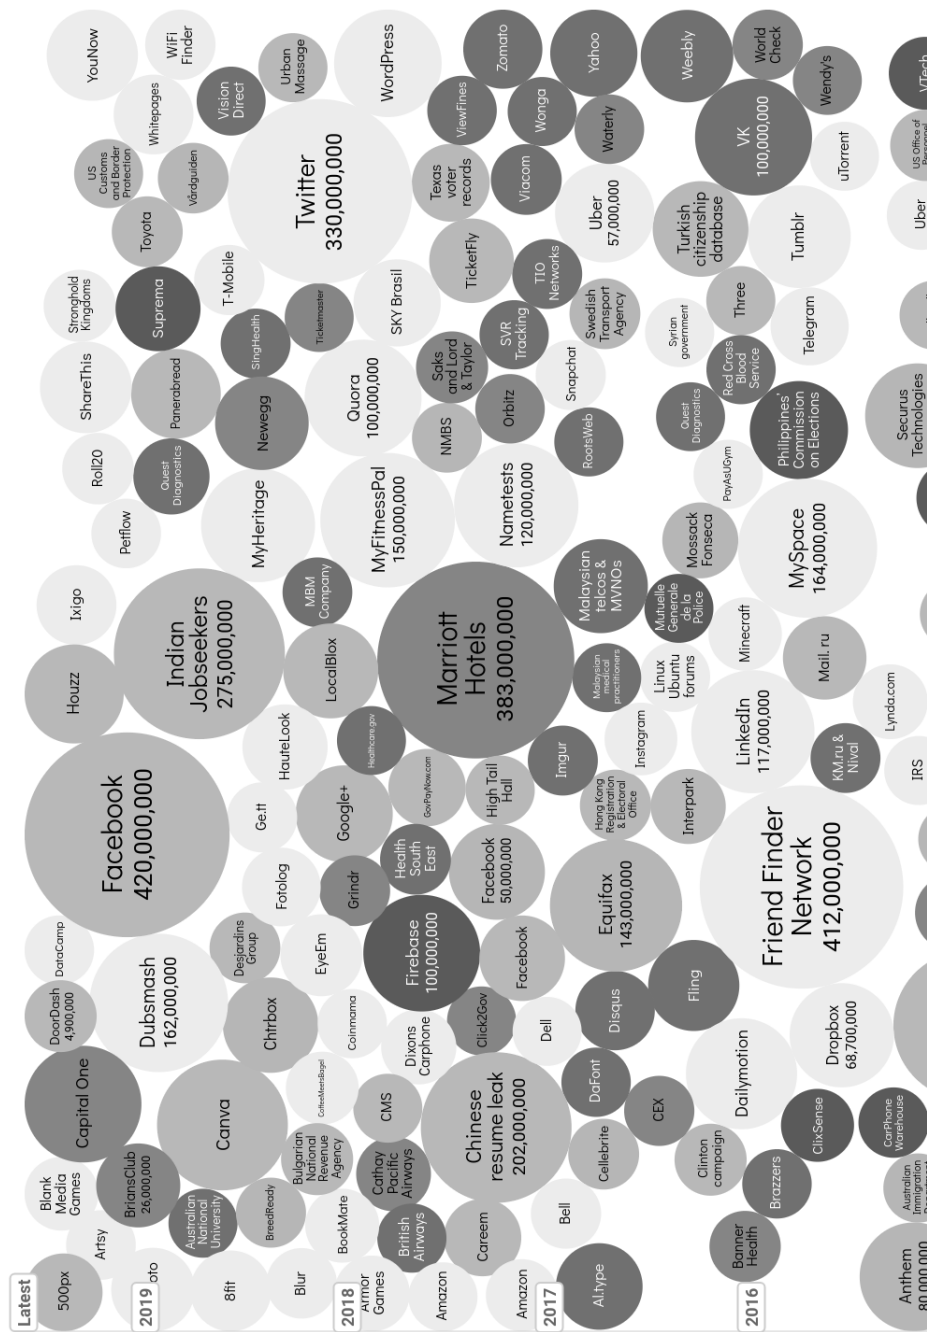 Latest
500px
Artsy
Blank
Media
Games
Capital One
DoorDash
4,900,000
DataCamp
Facebook
420,000,000
Houzz
Ixigo
Petflow
Roll20
ShareThis
Stronghold
Kingdoms
US
Customs
and Border
Protection
YouNow
2019
oto
BriansClub
26,000,000
Dubsmash
162,000,000
Indian
Jobseekers
275,000,000
Quest
Diagnostics
Panerabread
Suprema
Toyota
Whitepages
WiFi
Finder
8fit
Australian
National
University
Canva
Desjardins
Group
Ge.tt
MyHeritage
Newegg
SingHealth
T-Mobile
Vårdguiden
Vision
Direct
Urban
Massage
Blur
BreedReady
Bulgarian
National
Revenue
Agency
CoffeeMeetsBagel
Chtrbox
EyeEm
Fotolog
HauteLook
LocalBlox
MBM
Company
Ticketmaster
Twitter
330,000,000
2018
Armor
Games
BookMate
Cathay
Pacific
Airways
CMS
Coinmama
Grindr
Google+
Healthcare.gov
MyFitnessPal
150,000,000
Quora
100,000,000
SKY Brasil
WordPress
Amazon
British
Airways
Dixons
Carphone
Firebase
100,000,000
Health
South
East
GovPayNow.com
Marriott
Hotels
383,000,000
NMBS
Saks
and Lord
& Taylor
TicketFly
Texas
voter
records
ViewFines
Zomato
Amazon
Careem
Chinese
resume leak
202,000,000
Click2Gov
Facebook
Facebook
50,000,000
High Tail
Hall
Nametests
120,000,000
Orbitz
SVR
Tracking
TIO
Networks
Viacom
Wonga
2017
Bell
Dell
Imgur
Snapchat
Al.type
Cellebrite
DaFont
Disqus
Equifax
143,000,000
Hong Kong
Registration
& Electoral
Office
Instagram
Malaysian
medical
practitioners
Malaysian
telcos &
MVNOs
RootsWeb
Swedish
Transport
Agency
Uber
57,000,000
Waterly
Yahoo
CEX
Fling
Interpark
Linux
Ubuntu
forums
Mutuelle
Generale
de la
Police
Mossack
Fonseca
Quest
Diagnostics
Syrian
government
Turkish
citizenship
database
Weebly
2016
Banner
Health
Clinton
campaign
Dailymotion
Friend Finder
Network
412,000,000
LinkedIn
117,000,000
Minecraft
PayAsUGym
Red Cross
Blood
Service
Three
VK
100,000,000
World
Check
Brazzers
ClixSense
Dropbox
68,700,000
KM.ru &
Nival
Mail. ru
MySpace
164,000,000
Philippines'
Commission
on Elections
Telegram
Tumblr
uTorrent
Wendy's
Anthem
80,000,000
Australian
Immigration
CarPhone
Warehouse
IRS
Lynda.com
Securus
Technologies
Uber
US Office of
Personnel
VTech